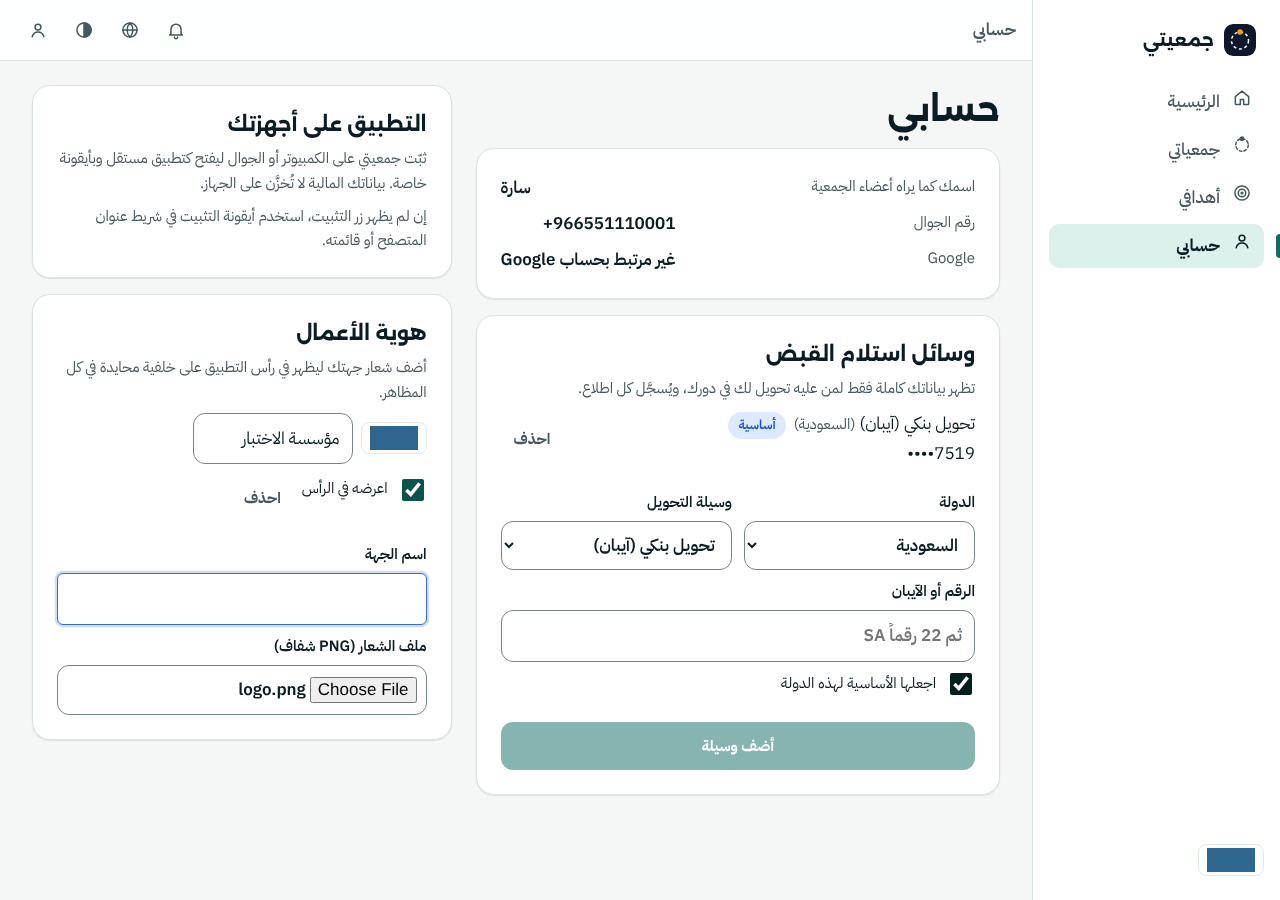 جمعيتي
الرئيسية
جمعياتي
أهدافي
حسابي
حسابي
حسابي
اسمك كما يراه أعضاء الجمعية
سارة
رقم الجوال
+966551110001
Google
غير مرتبط بحساب Google
وسائل استلام القبض
تظهر بياناتك كاملة فقط لمن عليه تحويل لك في دورك، ويُسجَّل كل اطلاع.
تحويل بنكي (آيبان) (السعودية) أساسية
••••7519
احذف
الدولة
وسيلة التحويل
السعودية
تحويل بنكي (آيبان)
الرقم أو الآيبان
SA ثم 22 رقماً
اجعلها الأساسية لهذه الدولة
أضف وسيلة
التطبيق على أجهزتك
ثبّت جمعيتي على الكمبيوتر أو الجوال ليفتح كتطبيق مستقل وبأيقونة
خاصة. بياناتك المالية لا تُخزَّن على الجهاز.
إن لم يظهر زر التثبيت، استخدم أيقونة التثبيت في شريط عنوان
المتصفح أو قائمته.
هوية الأعمال
أضف شعار جهتك ليظهر في رأس التطبيق على خلفية محايدة في كل
المظاهر.
مؤسسة الاختبار
اعرضه في الرأس
احذف
اسم الجهة
ملف الشعار (PNG شفاف)
Choose File logo.png